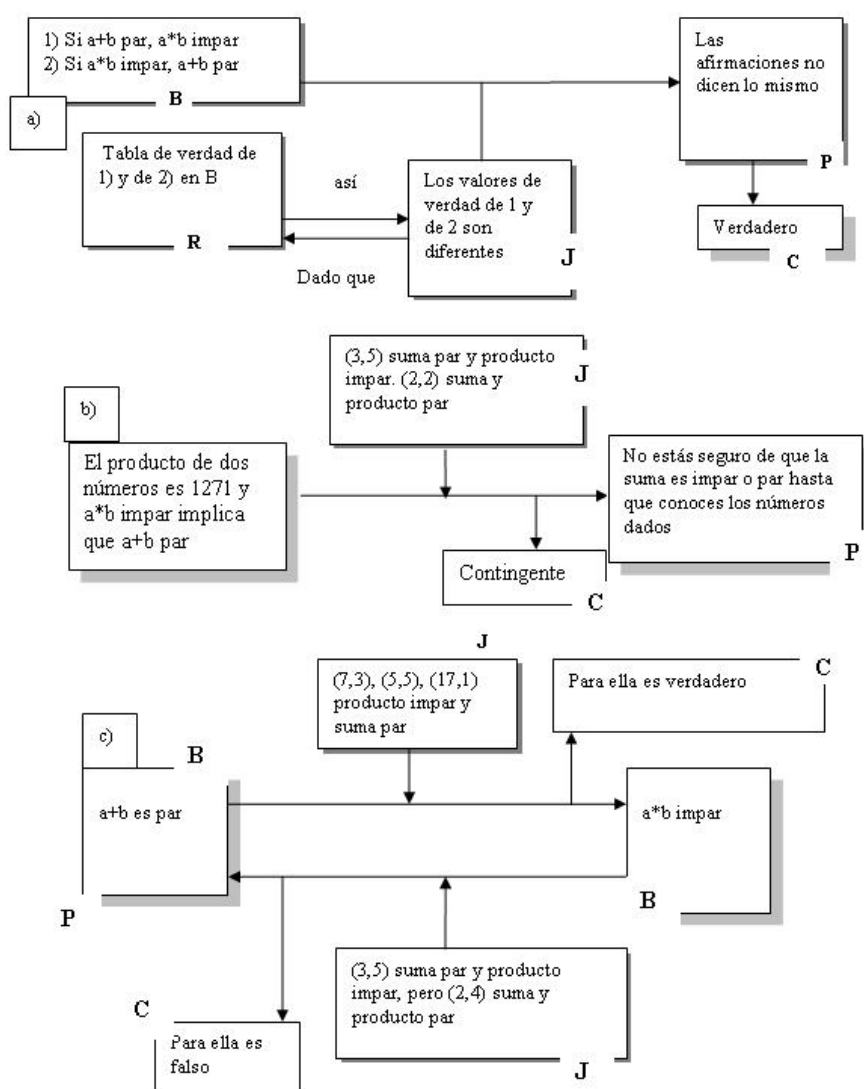 1) Si a+b par, a*b impar
2) Si a*b impar, a+b par
B
a)
Las
afirmaciones no
dicen lo mismo
P
Tabla de verdad de
1) y de 2) en B
R
así
Dado que
Los valores de
verdad de 1 y
de 2 son
diferentes
J
Verdadero
C
(3,5) suma par y producto
impar. (2,2) suma y
producto par
J
b)
El producto de dos
números es 1271 y
a*b impar implica
que a+b par
No estás seguro de que la
suma es impar o par hasta
que conoces los números
dados
P
Contingente
C
J
(7,3), (5,5), (17,1)
producto impar y
suma par
C
Para ella es verdadero
c)
B
a+b es par
P
a*b impar
B
(3,5) suma par y producto
impar, pero (2,4) suma y
producto par
J
C
Para ella es
falso